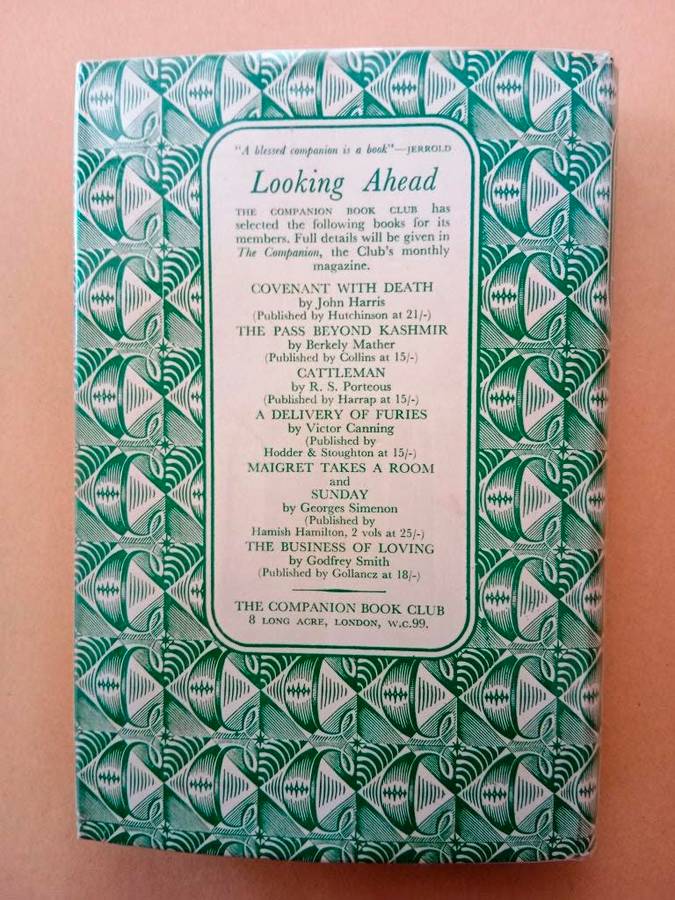 "A blessed companion is a book"—JERROLD
Looking Ahead
THE COMPANION BOOK CLUB has
selected the following books for its
members. Full details will be given in
The Companion, the Club's monthly
magazine.
COVENANT WITH DEATH
by John Harris
(Published by Hutchinson at 21/-)
THE PASS BEYOND KASHMIR
by Berkely Mather
(Published by Collins at 15/-)
CATTLEMAN
by R. S. Porteous
(Published by Harrap at 15/-)
A DELIVERY OF FURIES
by Victor Canning
(Published by
Hodder & Stoughton at 15/-)
MAIGRET TAKES A ROOM
and
SUNDAY
by Georges Simenon
(Published by
Hamish Hamilton, 2 vols at 25/-)
THE BUSINESS OF LOVING
by Godfrey Smith
(Published by Gollancz at 18/-)
THE COMPANION BOOK CLUB
8 LONG ACRE, LONDON, W.C.99.